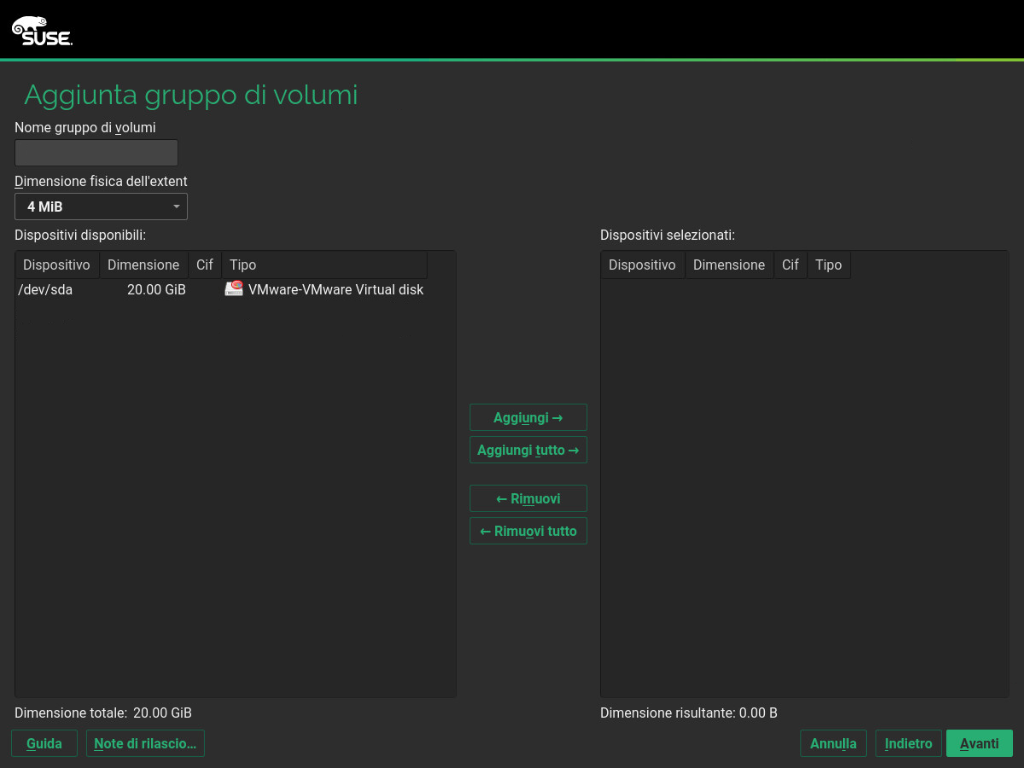 SUSE
Aggiunta gruppo di volumi
Nome gruppo di volumi
Dimensione fisica dell'extent
4 MiB
Dispositivi disponibili:
Dispositivo Dimensione Cif Tipo
/dev/sda 20.00 GiB VMware-VMware Virtual disk
Aggiungi →
Aggiungi tutto →
← Rimuovi
← Rimuovi tutto
Dispositivi selezionati:
Dispositivo Dimensione Cif Tipo
Dimensione totale: 20.00 GiB
Dimensione risultante: 0.00 B
Guida Note di rilascio... Annulla Indietro Avanti